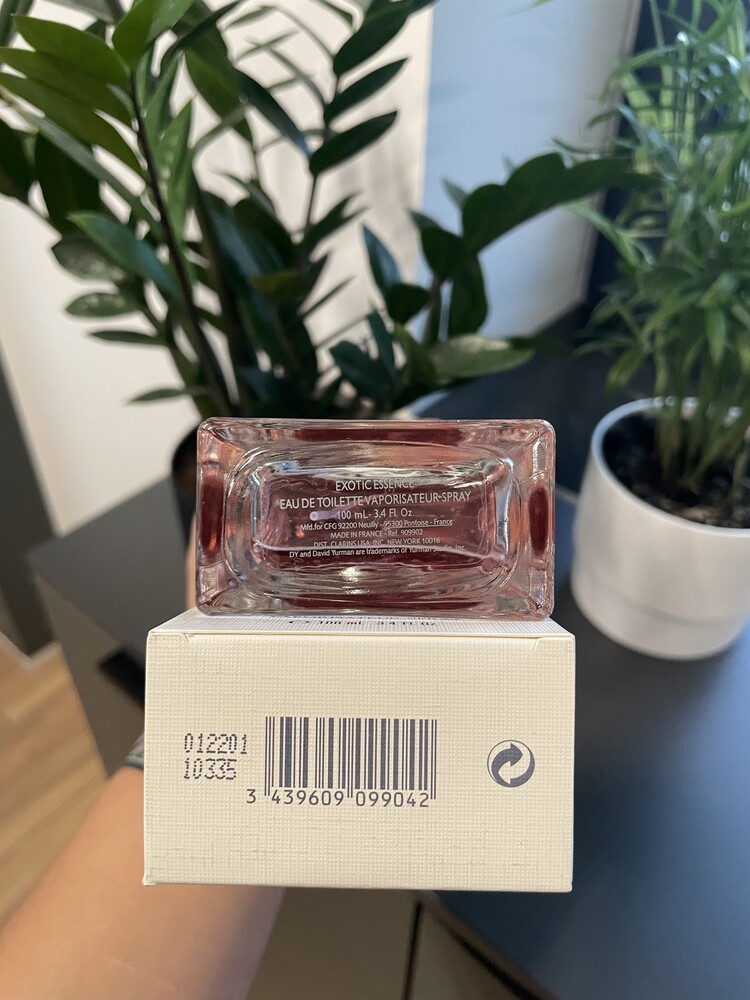 EXOTIC ESSENCE
EAU DE TOILETTE VAPORISATEUR-SPRAY
100 mL - 3,4 Fl. Oz.
Mfd.for CFG 92200 Neuilly - 95300 Pontoise - France
MADE IN FRANCE - Ref. 909902
DIST. CLARINS USA, INC. NEW YORK 10016
DY and David Yurman are trademarks of Yurman
012201
10335
3 439609 099042